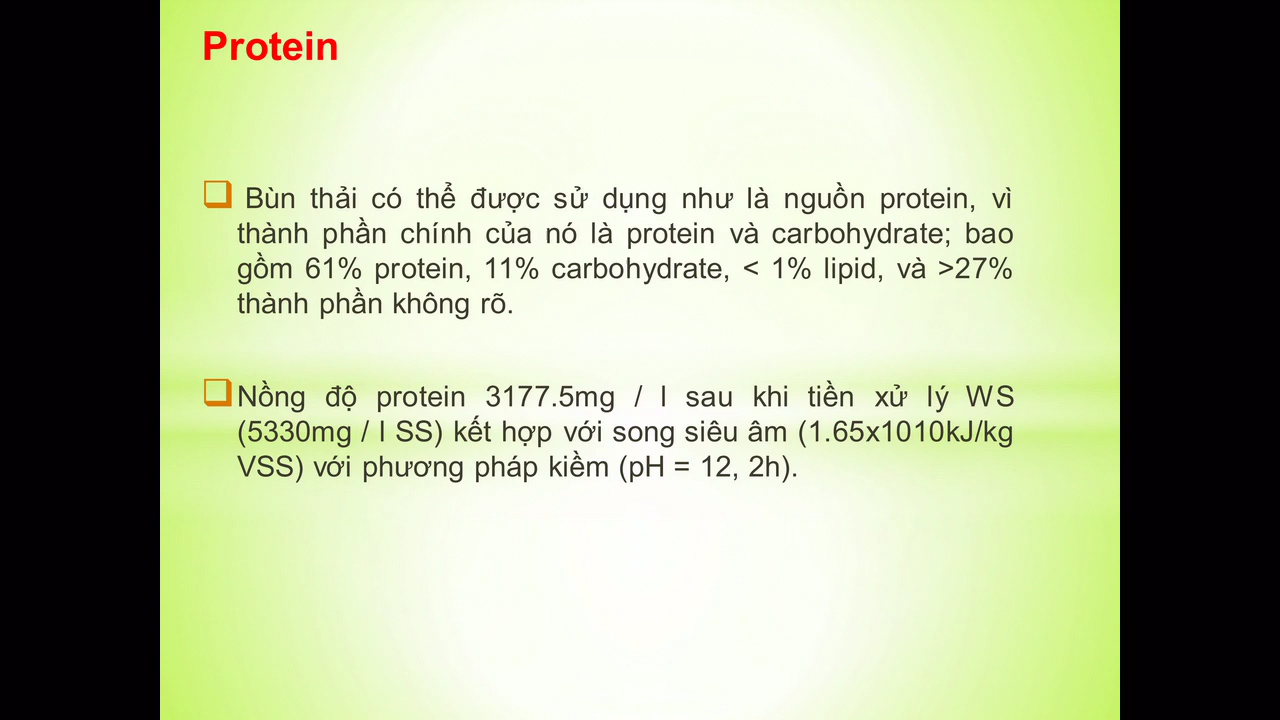 Protein
Bùn thải có thể được sử dụng như là nguồn protein, vì
thành phần chính của nó là protein và carbohydrate; bao
gồm 61% protein, 11% carbohydrate, < 1% lipid, và >27%
thành phần không rõ.
Nồng độ protein 3177.5mg / l sau khi tiền xử lý WS
(5330mg / l SS) kết hợp với song siêu âm (1.65x1010kJ/kg
VSS) với phương pháp kiềm (pH = 12, 2h).